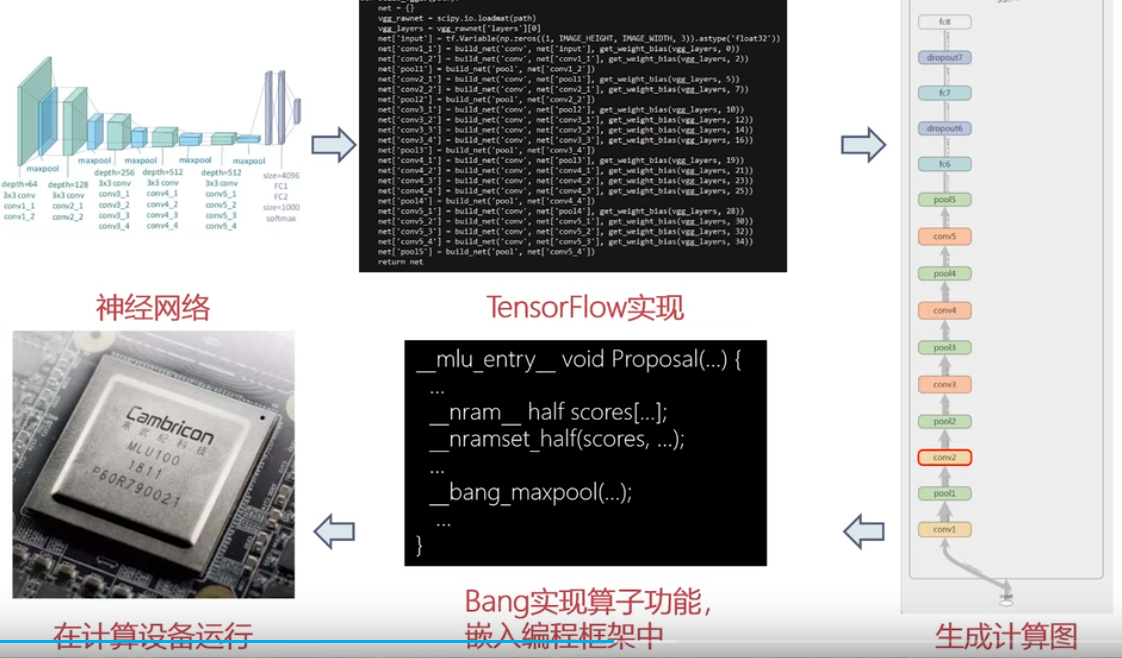 net = {}
vgg_rawnet = scipy.io.loadmat(path)
vgg_layers = vgg_rawnet['layers'][0]
net['input'] = tf.Variable(np.zeros((1, IMAGE_HEIGHT, IMAGE_WIDTH, 3)).astype('float32'))
net['conv1_1'] = build_net('conv', net['input'], get_weight_bias(vgg_layers, 0))
net['conv1_2'] = build_net('conv', net['conv1_1'], get_weight_bias(vgg_layers, 2))
net['pool1'] = build_net('pool', net['conv1_2'])
net['conv2_1'] = build_net('conv', net['pool1'], get_weight_bias(vgg_layers, 5))
net['conv2_2'] = build_net('conv', net['conv2_1'], get_weight_bias(vgg_layers, 7))
net['pool2'] = build_net('pool', net['conv2_2'])
net['conv3_1'] = build_net('conv', net['pool2'], get_weight_bias(vgg_layers, 10))
net['conv3_2'] = build_net('conv', net['conv3_1'], get_weight_bias(vgg_layers, 12))
net['conv3_3'] = build_net('conv', net['conv3_2'], get_weight_bias(vgg_layers, 14))
net['conv3_4'] = build_net('conv', net['conv3_3'], get_weight_bias(vgg_layers, 16))
net['pool3'] = build_net('pool', net['conv3_4'])
net['conv4_1'] = build_net('conv', net['pool3'], get_weight_bias(vgg_layers, 19))
net['conv4_2'] = build_net('conv', net['conv4_1'], get_weight_bias(vgg_layers, 21))
net['conv4_3'] = build_net('conv', net['conv4_2'], get_weight_bias(vgg_layers, 23))
net['conv4_4'] = build_net('conv', net['conv4_3'], get_weight_bias(vgg_layers, 25))
net['pool4'] = build_net('pool', net['conv4_4'])
net['conv5_1'] = build_net('conv', net['pool4'], get_weight_bias(vgg_layers, 28))
net['conv5_2'] = build_net('conv', net['conv5_1'], get_weight_bias(vgg_layers, 30))
net['conv5_3'] = build_net('conv', net['conv5_2'], get_weight_bias(vgg_layers, 32))
net['conv5_4'] = build_net('conv', net['conv5_3'], get_weight_bias(vgg_layers, 34))
net['pool5'] = build_net('pool', net['conv5_4'])
return net
maxpool
maxpool
maxpool
maxpool
maxpool
depth=64
3x3 conv
conv1_1
conv1_2
depth=128
3x3 conv
conv2_1
conv2_2
depth=256
3x3 conv
conv3_1
conv3_2
conv3_3
conv3_4
depth=512
3x3 conv
conv4_1
conv4_2
conv4_3
conv4_4
depth=512
3x3 conv
conv5_1
conv5_2
conv5_3
conv5_4
size=4096
FC1
FC2
size=1000
softmax
神经网络
TensorFlow实现
fc8
dropout7
fc7
dropout6
fc6
pool5
conv5
pool4
conv4
pool3
conv3
pool2
conv2
pool1
conv1
Cambricon
寒武纪科技
MLU100
1811
P60R790021
__mlu_entry__ void Proposal(...) {
...
__nram__ half scores[...];
__nramset_half(scores, ...);
...
__bang_maxpool(...);
...
}
在计算设备运行
Bang实现算子功能,
嵌入编程框架中
生成计算图